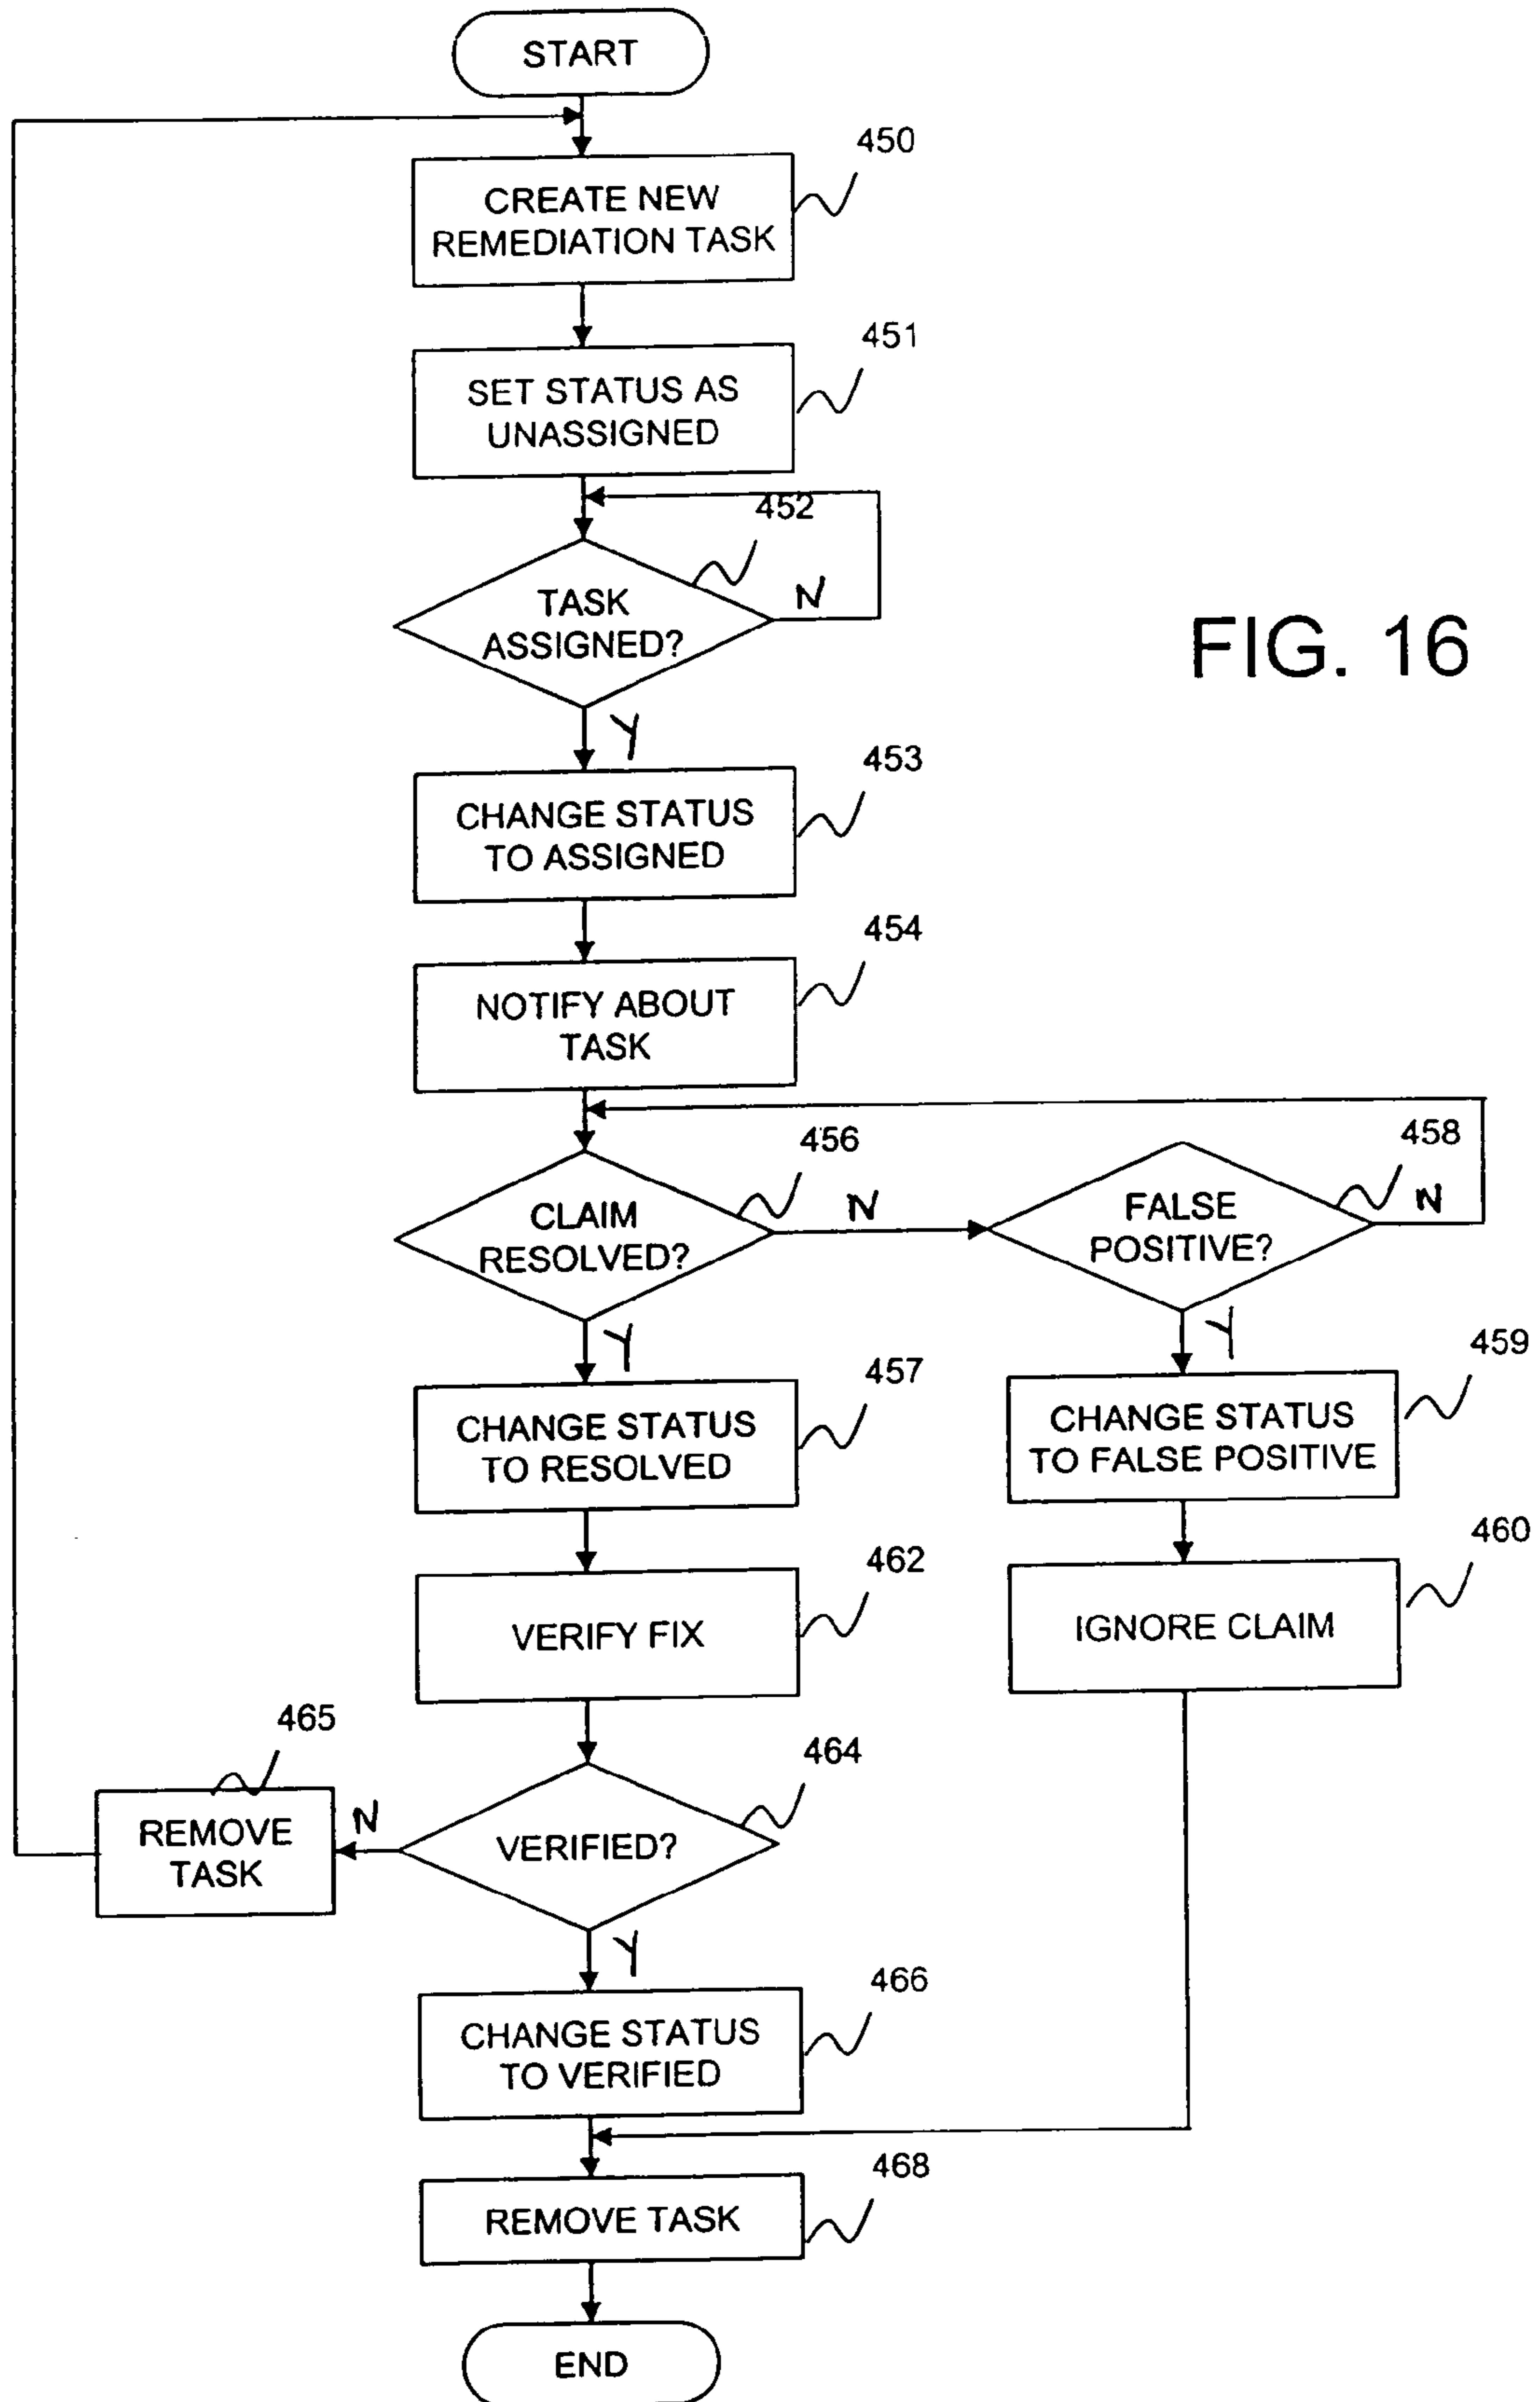 START
450
CREATE NEW
REMEDIATION TASK
451
SET STATUS AS
UNASSIGNED
452
TASK
ASSIGNED?
N
FIG. 16
Y
453
CHANGE STATUS
TO ASSIGNED
454
NOTIFY ABOUT
TASK
456
CLAIM
RESOLVED?
N
458
FALSE
POSITIVE?
N
Y
Y
457
CHANGE STATUS
TO RESOLVED
459
CHANGE STATUS
TO FALSE POSITIVE
462
VERIFY FIX
460
IGNORE CLAIM
465
REMOVE
TASK
N
464
VERIFIED?
Y
466
CHANGE STATUS
TO VERIFIED
468
REMOVE TASK
END